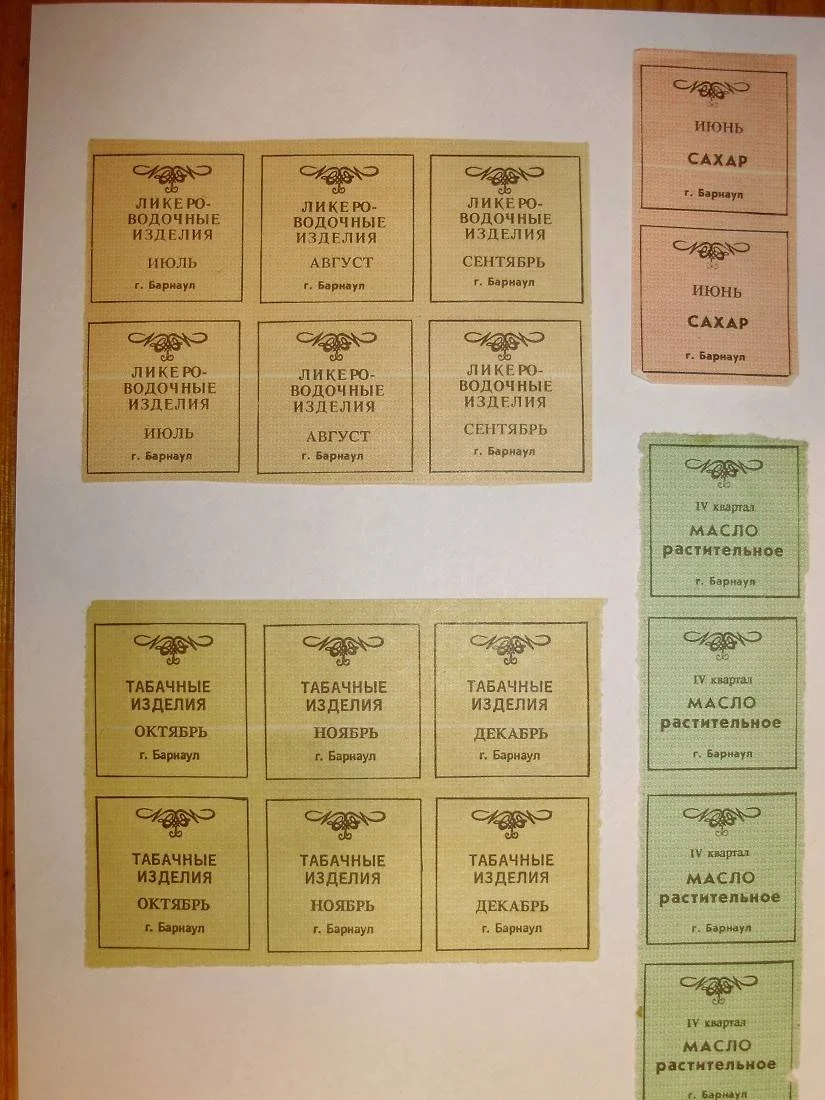 ЛИКЕРО-
ВОДОЧНЫЕ
ИЗДЕЛИЯ
ИЮЛЬ
г. Барнаул
ЛИКЕРО-
ВОДОЧНЫЕ
ИЗДЕЛИЯ
АВГУСТ
г. Барнаул
ЛИКЕРО-
ВОДОЧНЫЕ
ИЗДЕЛИЯ
СЕНТЯБРЬ
г. Барнаул
ЛИКЕРО-
ВОДОЧНЫЕ
ИЗДЕЛИЯ
ИЮЛЬ
г. Барнаул
ЛИКЕРО-
ВОДОЧНЫЕ
ИЗДЕЛИЯ
АВГУСТ
г. Барнаул
ЛИКЕРО-
ВОДОЧНЫЕ
ИЗДЕЛИЯ
СЕНТЯБРЬ
г. Барнаул
ИЮНЬ
САХАР
г. Барнаул
ИЮНЬ
САХАР
г. Барнаул
ТАБАЧНЫЕ
ИЗДЕЛИЯ
ОКТЯБРЬ
г. Барнаул
ТАБАЧНЫЕ
ИЗДЕЛИЯ
НОЯБРЬ
г. Барнаул
ТАБАЧНЫЕ
ИЗДЕЛИЯ
ДЕКАБРЬ
г. Барнаул
ТАБАЧНЫЕ
ИЗДЕЛИЯ
ОКТЯБРЬ
г. Барнаул
ТАБАЧНЫЕ
ИЗДЕЛИЯ
НОЯБРЬ
г. Барнаул
ТАБАЧНЫЕ
ИЗДЕЛИЯ
ДЕКАБРЬ
г. Барнаул
IV квартал
МАСЛО
растительное
г. Барнаул
IV квартал
МАСЛО
растительное
г. Барнаул
IV квартал
МАСЛО
растительное
г. Барнаул
IV квартал
МАСЛО
растительное
г. Барнаул